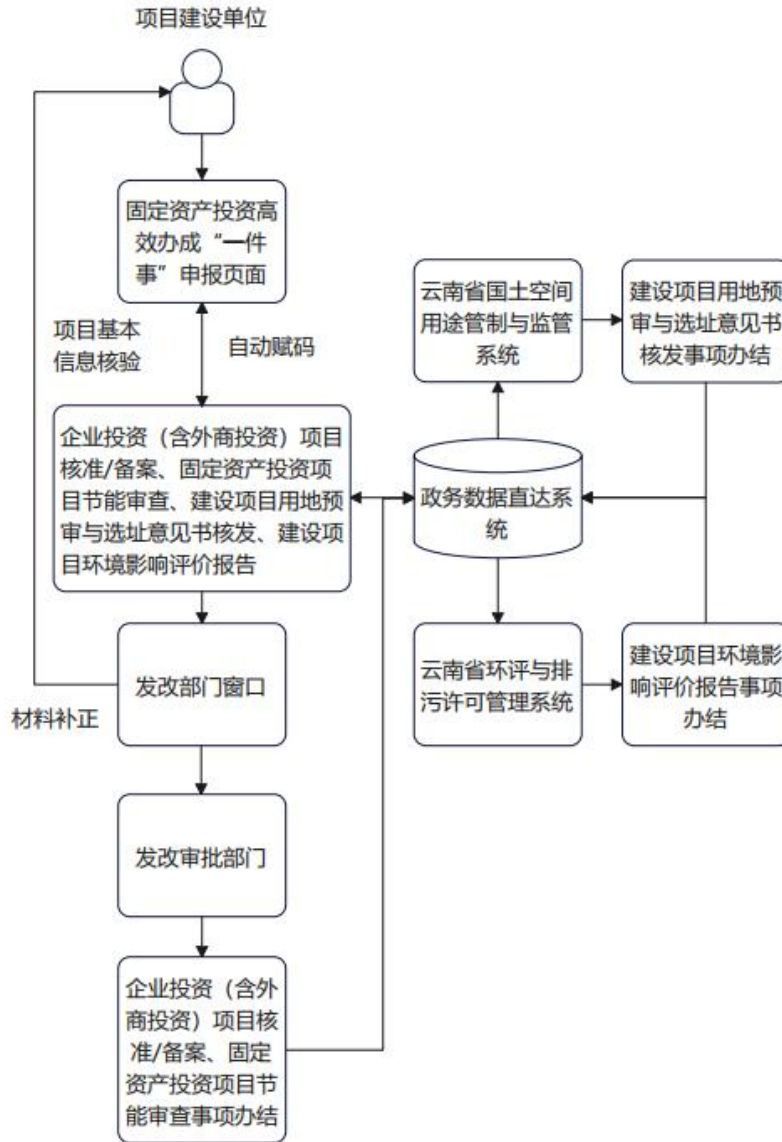 项目建设单位
固定资产投资高
效办成“一件
事”申报页面
项目基本
信息核验
自动赋码
企业投资（含外商投资）项目
核准/备案、固定资产投资项
目节能审查、建设项目用地预
审与选址意见书核发、建设项
目环境影响评价报告
发改部门窗口
材料补正
发改审批部门
企业投资（含外
商投资）项目核
准/备案、固定
资产投资项目节
能审查事项办结
云南省国土空间
用途管制与监管
系统
建设项目用地预
审与选址意见书
核发事项办结
政务数据直达系
统
云南省环评与排
污许可管理系统
建设项目环境影
响评价报告事项
办结